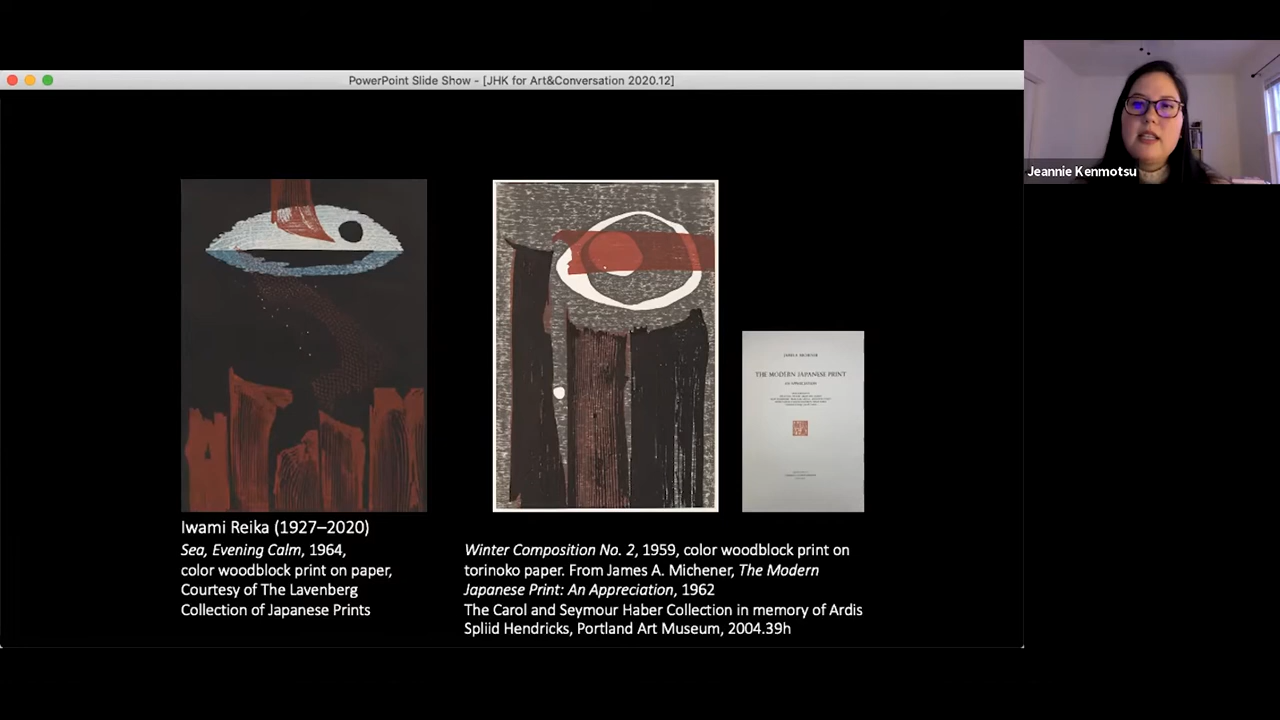 PowerPoint Slide Show - [JHK for Art&Conversation 2020.12]
Jeannie Kenmotsu
THE MODERN JAPANESE PRINT
Iwami Reika (1927–2020)
Sea, Evening Calm, 1964,
color woodblock print on paper,
Courtesy of The Lavenberg
Collection of Japanese Prints
Winter Composition No. 2, 1959, color woodblock print on
torinoko paper. From James A. Michener, The Modern
Japanese Print: An Appreciation, 1962
The Carol and Seymour Haber Collection in memory of Ardis
Spliid Hendricks, Portland Art Museum, 2004.39h